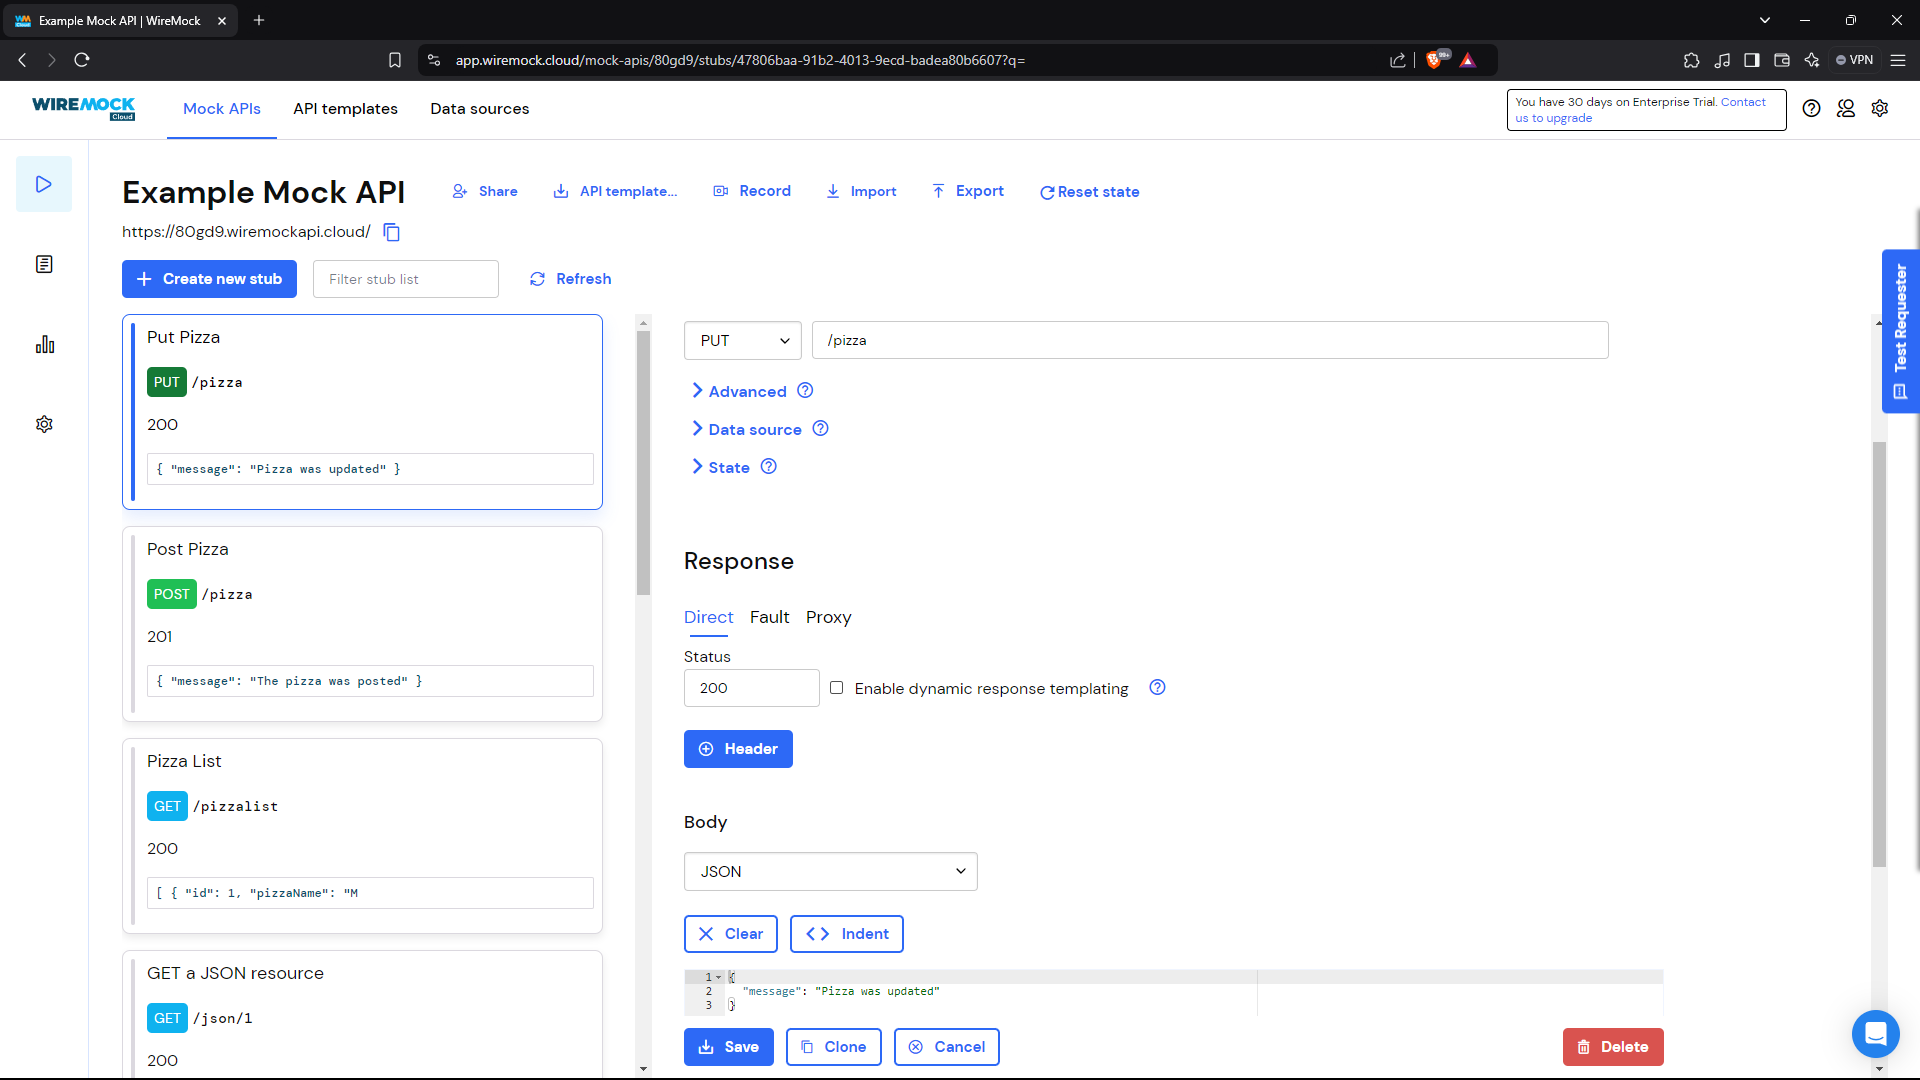 Example Mock API | WireMock
app.wiremock.cloud/mock-apis/80gd9/stubs/47806baa-91b2-4013-9ecd-badea80b6607?q=
99+
VPN
WIREMOCK
Cloud
Mock APIs
API templates
Data sources
You have 30 days on Enterprise Trial. Contact
us to upgrade
Example Mock API
Share
API template...
Record
Import
Export
Reset state
https://80gd9.wiremockapi.cloud/
Create new stub
Filter stub list
Refresh
Test Requester
Put Pizza
PUT /pizza
200
{ "message": "Pizza was updated" }
Post Pizza
POST /pizza
201
{ "message": "The pizza was posted" }
Pizza List
GET /pizzalist
200
[ { "id": 1, "pizzaName": "M
GET a JSON resource
GET /json/1
200
PUT
/pizza
Advanced
Data source
State
Response
Direct
Fault
Proxy
Status
200
Enable dynamic response templating
Header
Body
JSON
Clear
Indent
1 {
2 "message": "Pizza was updated"
3 }
Save
Clone
Cancel
Delete